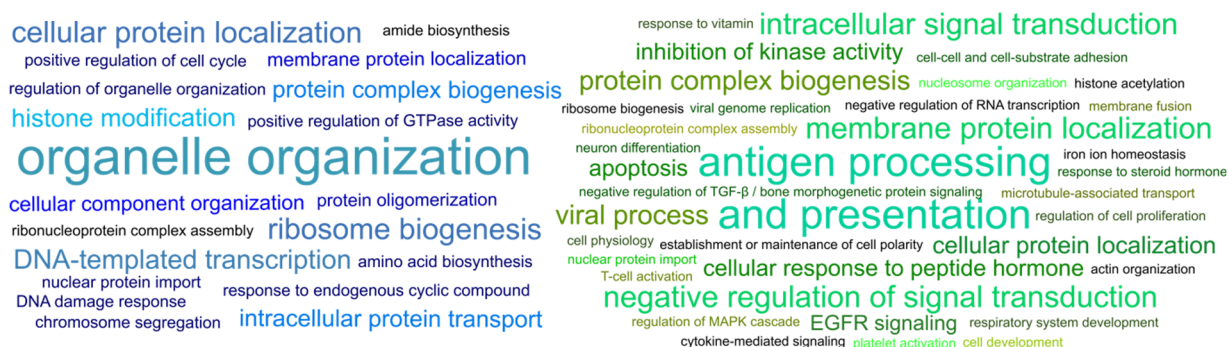 cellular protein localization amide biosynthesis
positive regulation of cell cycle membrane protein localization
regulation of organelle organization protein complex biogenesis
histone modification positive regulation of GTPase activity
organelle organization
cellular component organization protein oligomerization
ribonucleoprotein complex assembly ribosome biogenesis
DNA-templated transcription amino acid biosynthesis
nuclear protein import response to endogenous cyclic compound
DNA damage response
chromosome segregation intracellular protein transport
response to vitamin intracellular signal transduction
inhibition of kinase activity cell-cell and cell-substrate adhesion
protein complex biogenesis nucleosome organization histone acetylation
ribosome biogenesis viral genome replication negative regulation of RNA transcription membrane fusion
ribonucleoprotein complex assembly membrane protein localization
neuron differentiation
apoptosis antigen processing iron ion homeostasis
response to steroid hormone
negative regulation of TGF-β / bone morphogenetic protein signaling microtubule-associated transport
viral process and presentation regulation of cell proliferation
cell physiology establishment or maintenance of cell polarity cellular protein localization
nuclear protein import
T-cell activation cellular response to peptide hormone actin organization
negative regulation of signal transduction
regulation of MAPK cascade EGFR signaling respiratory system development
cytokine-mediated signaling platelet activation cell development